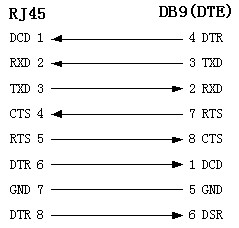 RJ45 DB9(DTE)
DCD 1 4 DTR
RXD 2 3 TXD
TXD 3 2 RXD
CTS 4 7 RTS
RTS 5 8 CTS
DTR 6 1 DCD
GND 7 5 GND
DTR 8 6 DSR